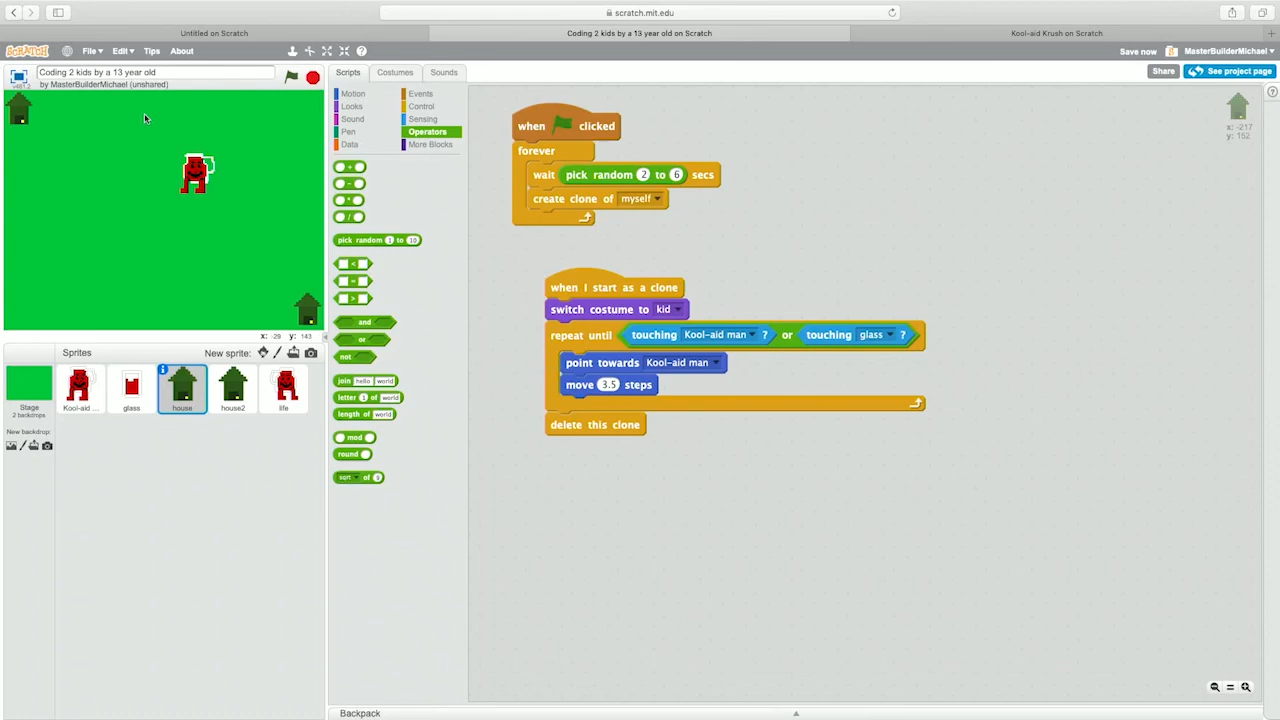 scratch.mit.edu
Untitled on Scratch
Coding 2 kids by a 13 year old on Scratch
Kool-aid Krush on Scratch
SCRATCH
File
Edit
Tips
About
Save now
MasterBuilderMichael
Coding 2 kids by a 13 year old
by MasterBuilderMichael (unshared)
v461.2
Scripts
Costumes
Sounds
Share
See project page
Motion
Events
Looks
Control
Sound
Sensing
Pen
Operators
Data
More Blocks
+
-
*
/
pick random 1 to 10
<
=
>
and
or
not
join hello world
letter 1 of world
length of world
mod
round
sqrt of 9
when clicked
forever
wait pick random 2 to 6 secs
create clone of myself
x: -217
y: 152
when I start as a clone
switch costume to kid
repeat until touching Kool-aid man ? or touching glass ?
point towards Kool-aid man
move 3.5 steps
delete this clone
x: -28 y: 143
Sprites
New sprite:
Stage
2 backdrops
New backdrop:
Kool-aid ...
glass
house
house2
life
Backpack